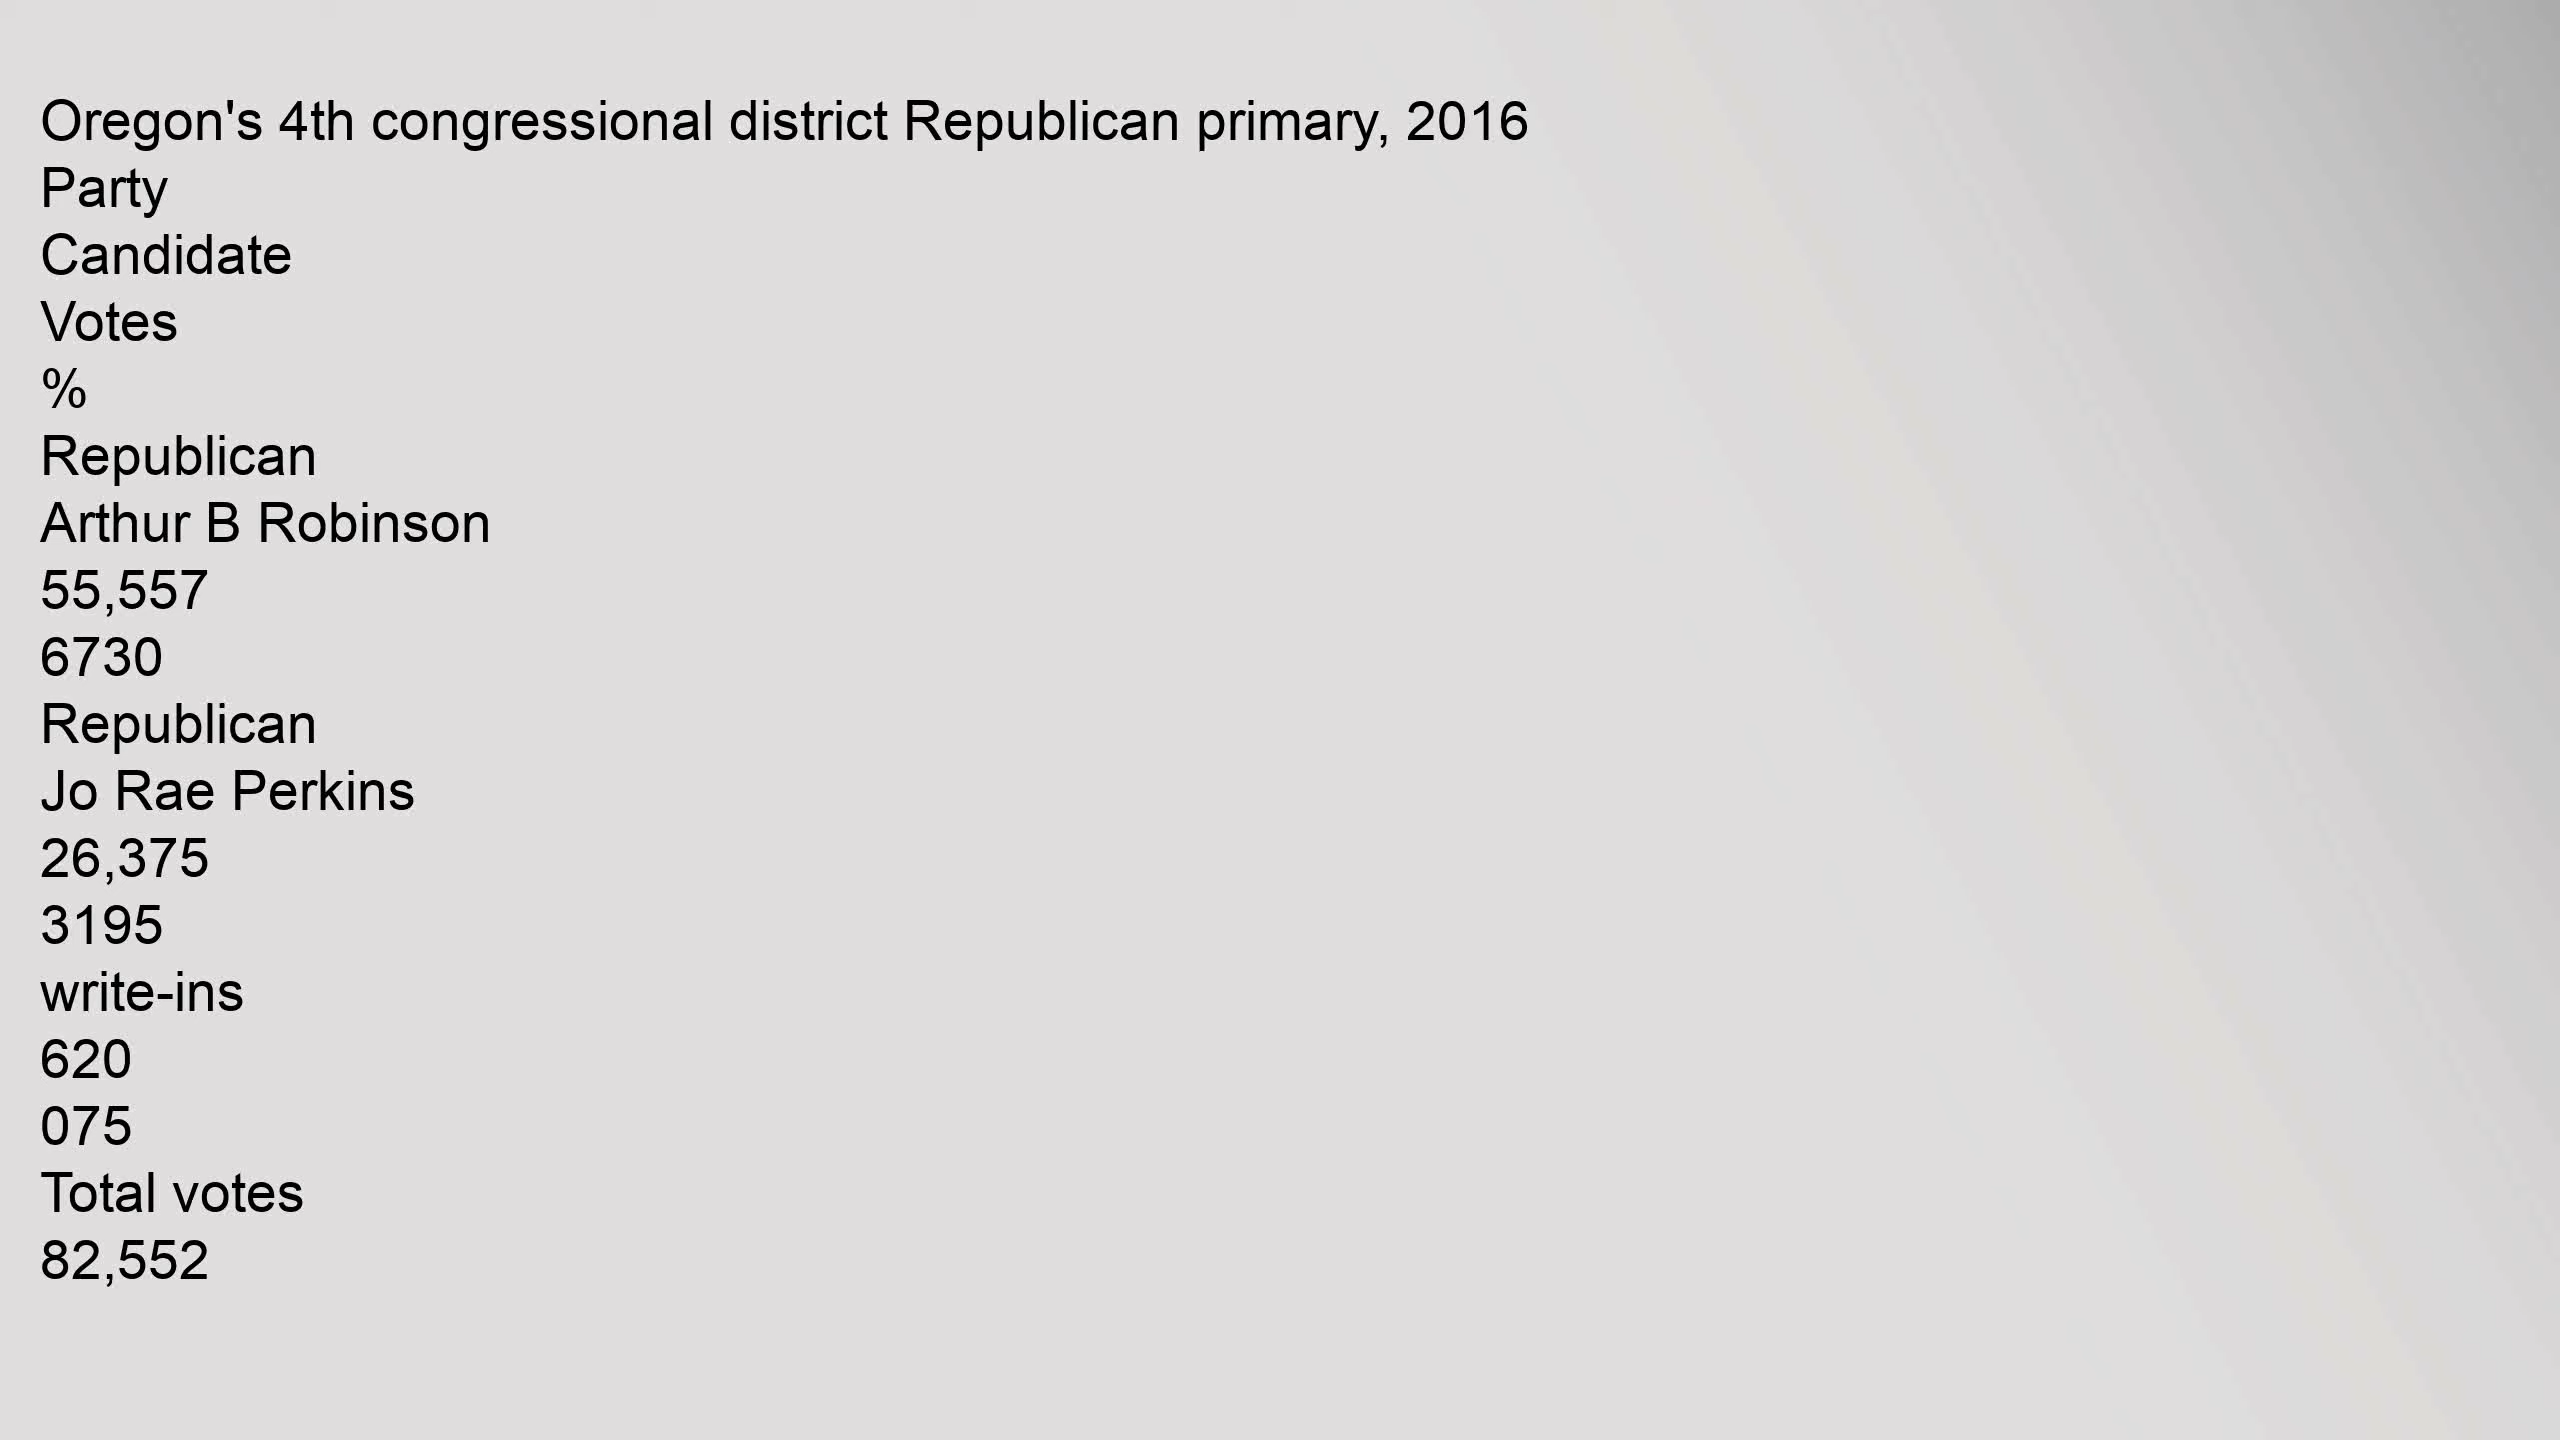 Oregon's 4th congressional district Republican primary, 2016
Party
Candidate
Votes
%
Republican
Arthur B Robinson
55,557
6730
Republican
Jo Rae Perkins
26,375
3195
write-ins
620
075
Total votes
82,552